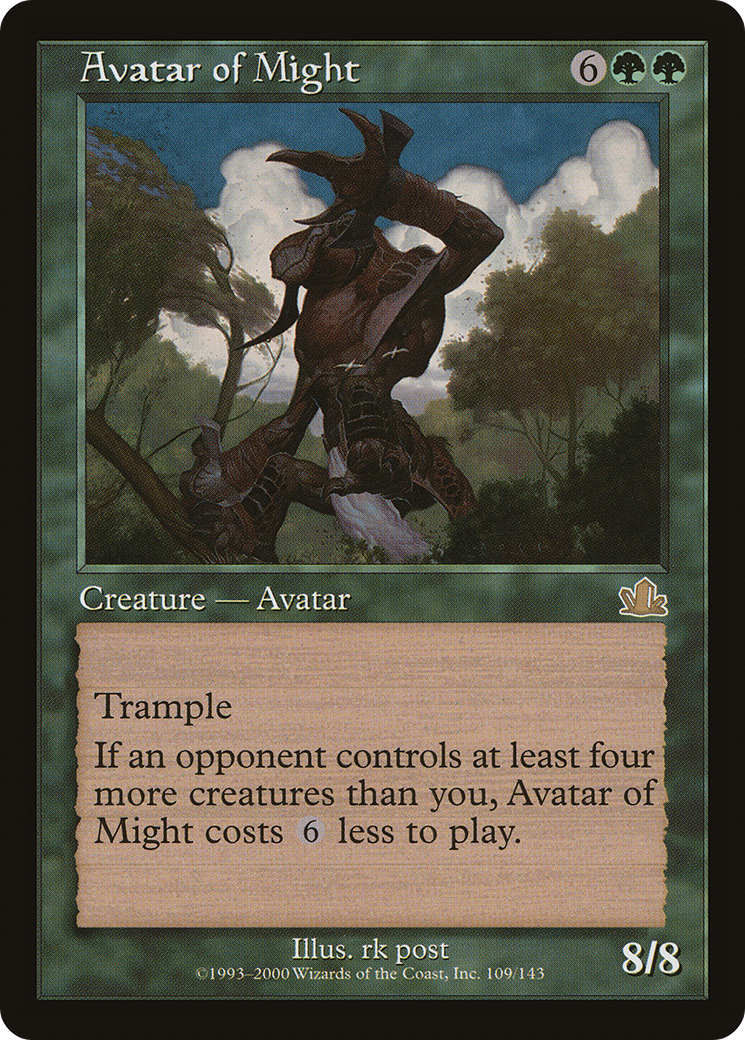 Avatar of Might 6
Creature — Avatar
Trample
If an opponent controls at least four
more creatures than you, Avatar of
Might costs 6 less to play.
Illus. rk post
8/8
©1993–2000 Wizards of the Coast, Inc. 109/143